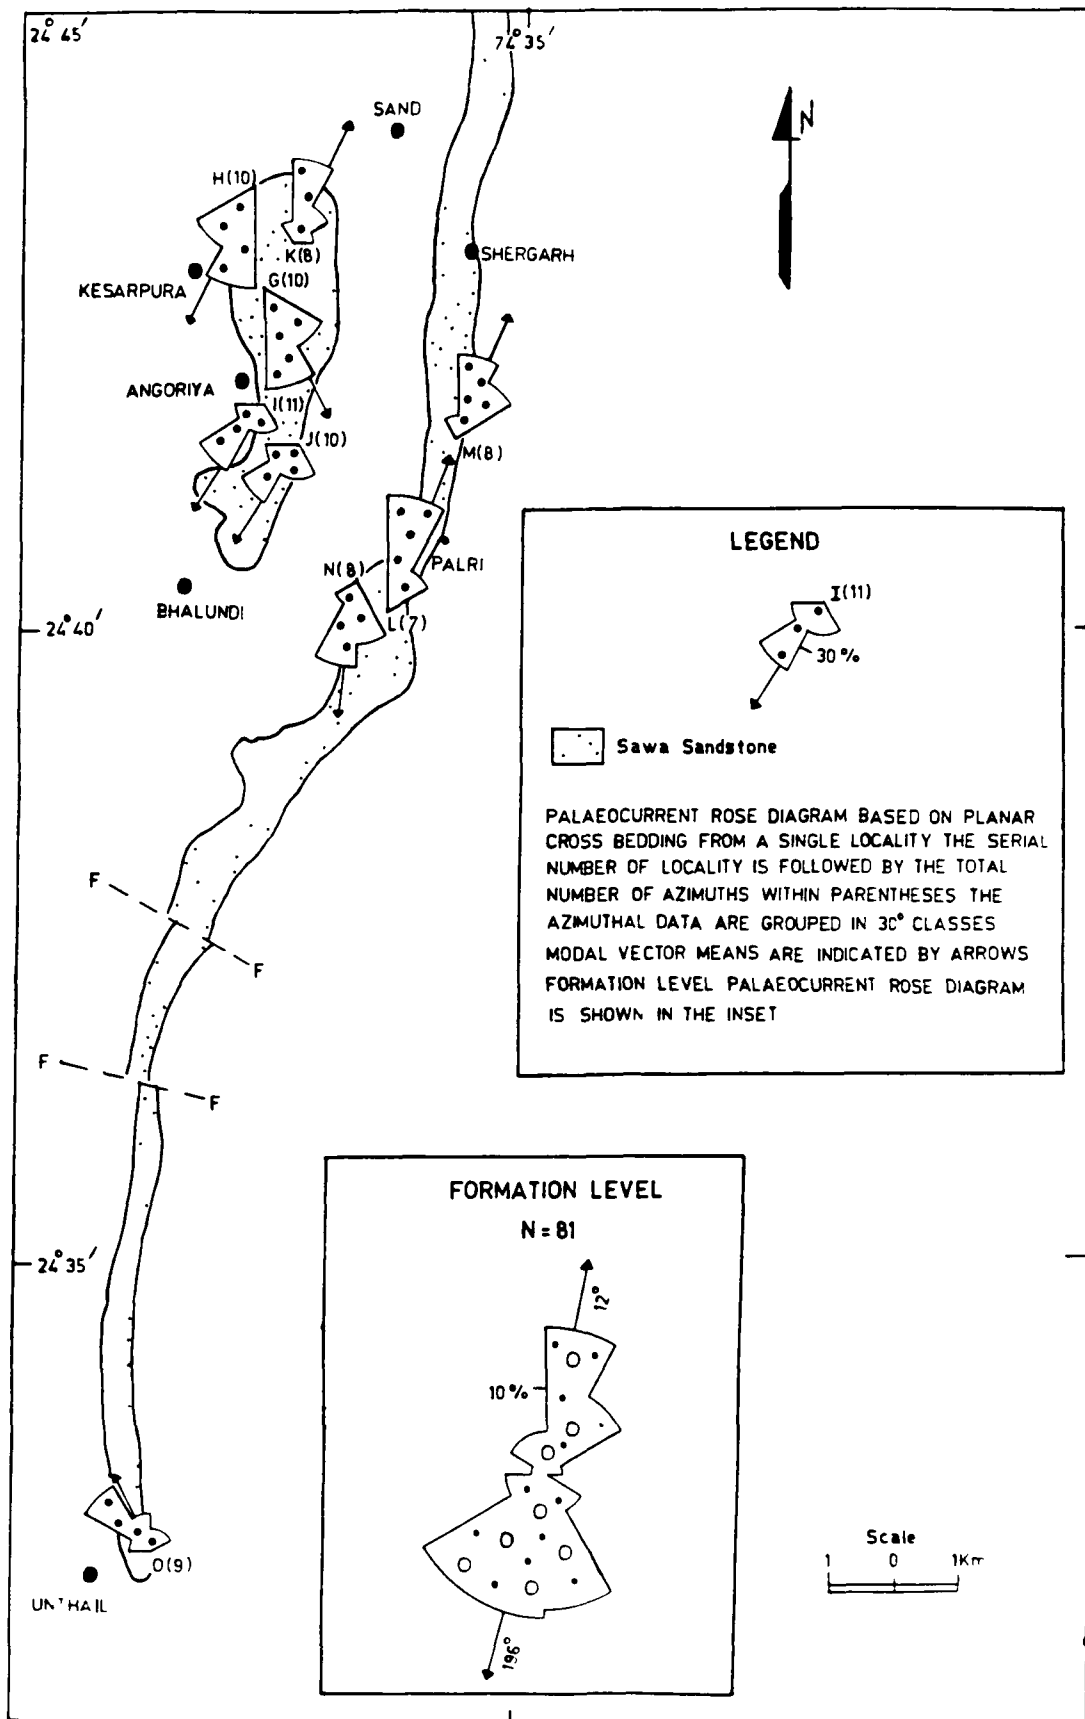 24° 45′
74° 35′
SAND
N
H(10)
K(8)
SHERGARH
G(10)
KESARPURA
ANGORIYA
I(11)
J(10)
M(8)
LEGEND
PALRI
N(8)
I(11)
BHALUNDI
L(7)
24° 40′
30%
Sawa Sandstone
PALAEOCURRENT ROSE DIAGRAM BASED ON PLANAR
CROSS BEDDING FROM A SINGLE LOCALITY THE SERIAL
NUMBER OF LOCALITY IS FOLLOWED BY THE TOTAL
NUMBER OF AZIMUTHS WITHIN PARENTHESES THE
AZIMUTHAL DATA ARE GROUPED IN 30° CLASSES
MODAL VECTOR MEANS ARE INDICATED BY ARROWS
FORMATION LEVEL PALAEOCURRENT ROSE DIAGRAM
IS SHOWN IN THE INSET
F
F
F
F
FORMATION LEVEL
N = 81
24° 35′
12°
10%
196°
O(9)
UNTHAIL
Scale
1 0 1Km